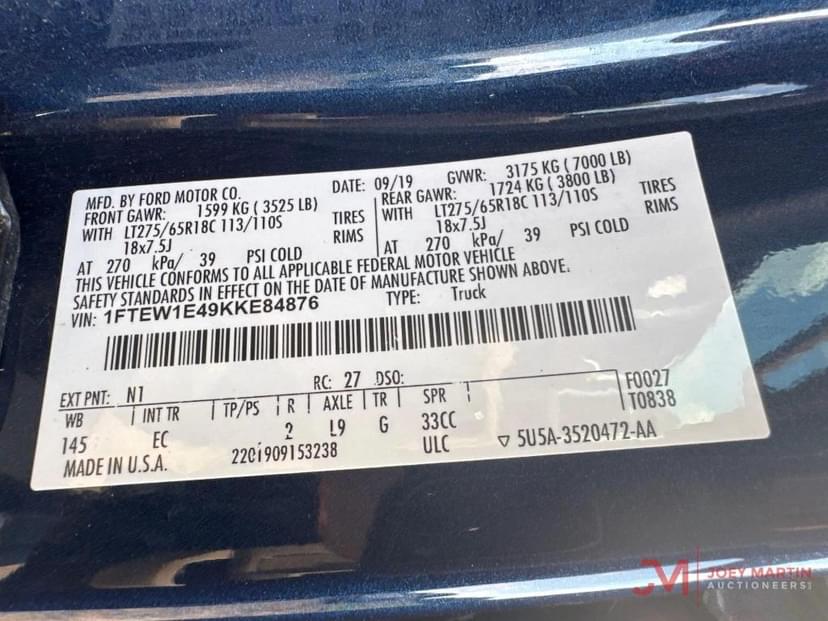 MFD. BY FORD MOTOR CO.
DATE: 09/19 GVWR: 3175 KG ( 7000 LB)
FRONT GAWR: 1599 KG ( 3525 LB)
REAR GAWR: 1724 KG ( 3800 LB)
WITH LT275/65R18C 113/110S TIRES
WITH LT275/65R18C 113/110S TIRES
18x7.5J RIMS
18x7.5J RIMS
AT 270 kPa/ 39 PSI COLD
AT 270 kPa/ 39 PSI COLD
THIS VEHICLE CONFORMS TO ALL APPLICABLE FEDERAL MOTOR VEHICLE
SAFETY STANDARDS IN EFFECT ON THE DATE OF MANUFACTURE SHOWN ABOVE.
VIN: 1FTEW1E49KKE84876 TYPE: Truck
EXT PNT: N1 RC: 27 DSO: F0027
WB INT TR TP/PS R AXLE TR SPR T0838
145 EC 2 L9 G 33CC
MADE IN U.S.A. 220 i909153238 ULC ▽ 5U5A-3520472-AA
JM JOEY MARTIN
AUCTIONEERS